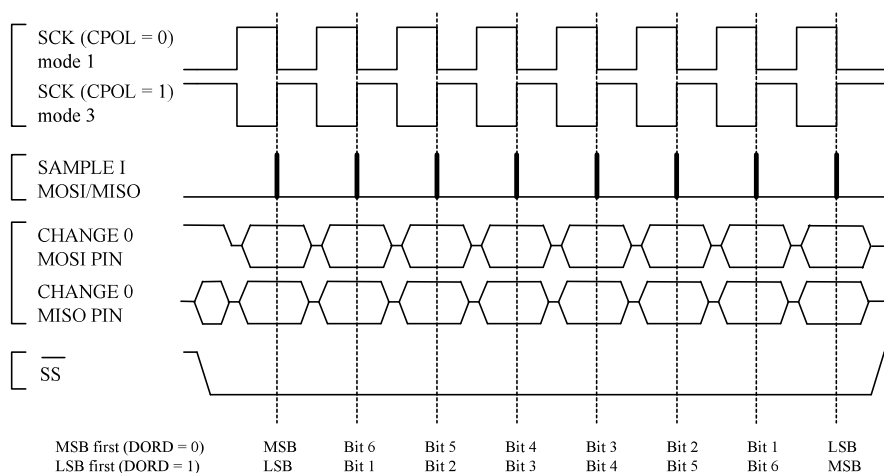 SCK (CPOL = 0)
mode 1
SCK (CPOL = 1)
mode 3
SAMPLE I
MOSI/MISO
CHANGE 0
MOSI PIN
CHANGE 0
MISO PIN
SS
MSB first (DORD = 0) MSB Bit 6 Bit 5 Bit 4 Bit 3 Bit 2 Bit 1 LSB
LSB first (DORD = 1) LSB Bit 1 Bit 2 Bit 3 Bit 4 Bit 5 Bit 6 MSB